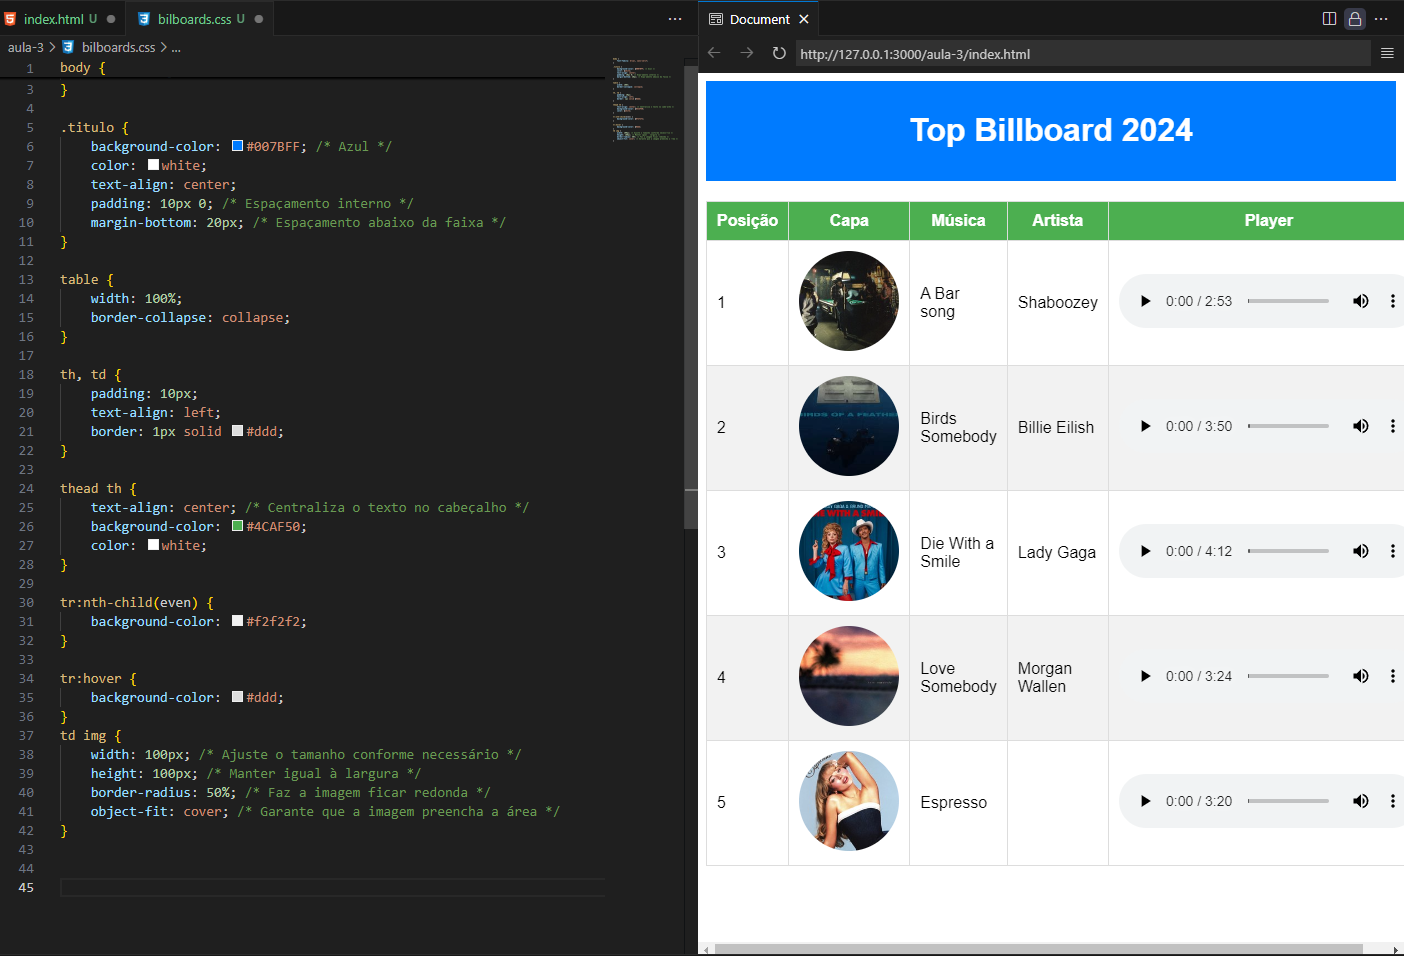 index.html U
bilboards.css U
aula-3 > bilboards.css > ...
1 body {
3 }
4
5 .titulo {
6 background-color: #007BFF; /* Azul */
7 color: white;
8 text-align: center;
9 padding: 10px 0; /* Espaçamento interno */
10 margin-bottom: 20px; /* Espaçamento abaixo da faixa */
11 }
12
13 table {
14 width: 100%;
15 border-collapse: collapse;
16 }
17
18 th, td {
19 padding: 10px;
20 text-align: left;
21 border: 1px solid #ddd;
22 }
23
24 thead th {
25 text-align: center; /* Centraliza o texto no cabeçalho */
26 background-color: #4CAF50;
27 color: white;
28 }
29
30 tr:nth-child(even) {
31 background-color: #f2f2f2;
32 }
33
34 tr:hover {
35 background-color: #ddd;
36 }
37 td img {
38 width: 100px; /* Ajuste o tamanho conforme necessário */
39 height: 100px; /* Manter igual à largura */
40 border-radius: 50%; /* Faz a imagem ficar redonda */
41 object-fit: cover; /* Garante que a imagem preencha a área */
42 }
43
44
45
Document
http://127.0.0.1:3000/aula-3/index.html
Top Billboard 2024
Posição Capa Música Artista Player
1 A Bar song Shaboozey 0:00 / 2:53
2 BIRDS OF A FEATHER Birds Somebody Billie Eilish 0:00 / 3:50
3 Die With a Smile Lady Gaga 0:00 / 4:12
4 Love Somebody Morgan Wallen 0:00 / 3:24
5 Espresso 0:00 / 3:20